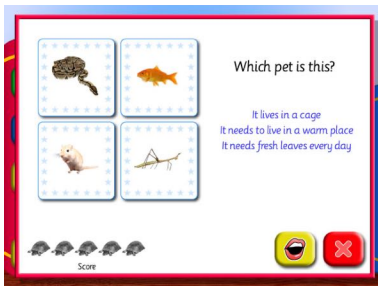 Which pet is this?
It lives in a cage
It needs to live in a warm place
It needs fresh leaves every day
Score